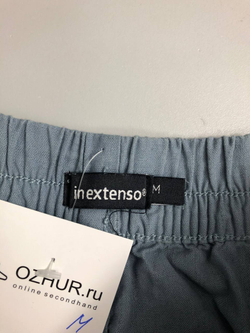 inextenso®
M
OZHUR.ru
online secondhand
M